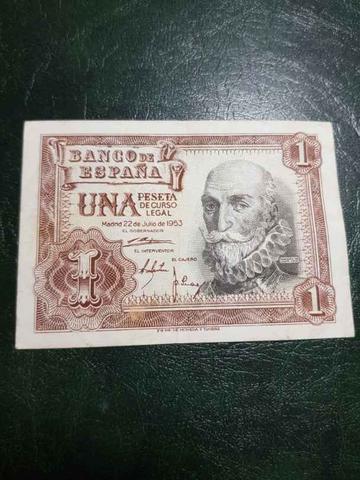 BANCO DE
ESPAÑA
1
UNA PESETA
DE CURSO
LEGAL
Madrid 22 de Julio de 1953
EL GOBERNADOR
EL INTERVENTOR
EL CAJERO
1
1